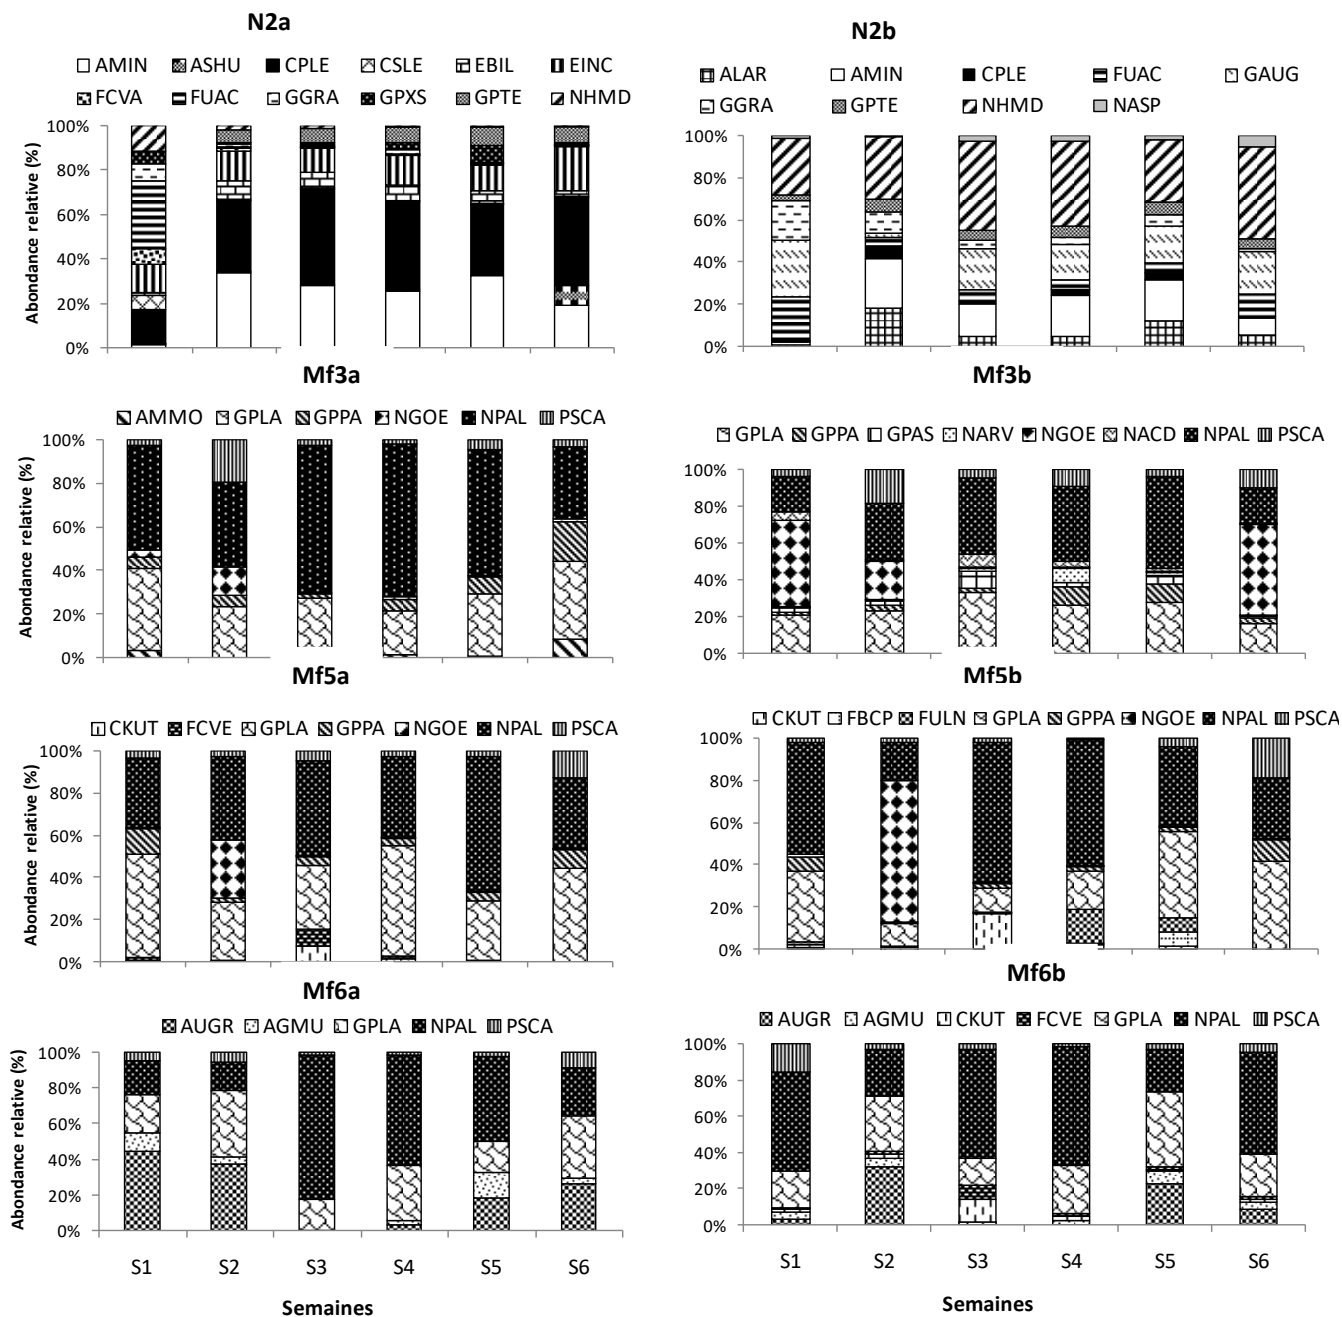 N2a
AMIN ASHU CPLE CSLE EBIL EINC
FCVA FUAC GGRA GPXS GPTE NHMD
Abondance relative (%)
100%
80%
60%
40%
20%
0%
N2b
ALAR AMIN CPLE FUAC GAUG
GGRA GPTE NHMD NASP
100%
80%
60%
40%
20%
0%
Mf3a
AMMO GPLA GPPA NGOE NPAL PSCA
Abondance relative (%)
100%
80%
60%
40%
20%
0%
Mf3b
GPLA GPPA GPAS NARV NGOE NACD NPAL PSCA
100%
80%
60%
40%
20%
0%
Mf5a
CKUT FCVE GPLA GPPA NGOE NPAL PSCA
Abondance relative (%)
100%
80%
60%
40%
20%
0%
Mf5b
CKUT FBCP FULN GPLA GPPA NGOE NPAL PSCA
100%
80%
60%
40%
20%
0%
Mf6a
AUGR AGMU GPLA NPAL PSCA
Abondance relative (%)
100%
80%
60%
40%
20%
0%
S1 S2 S3 S4 S5 S6
Semaines
Mf6b
AUGR AGMU CKUT FCVE GPLA NPAL PSCA
100%
80%
60%
40%
20%
0%
S1 S2 S3 S4 S5 S6
Semaines